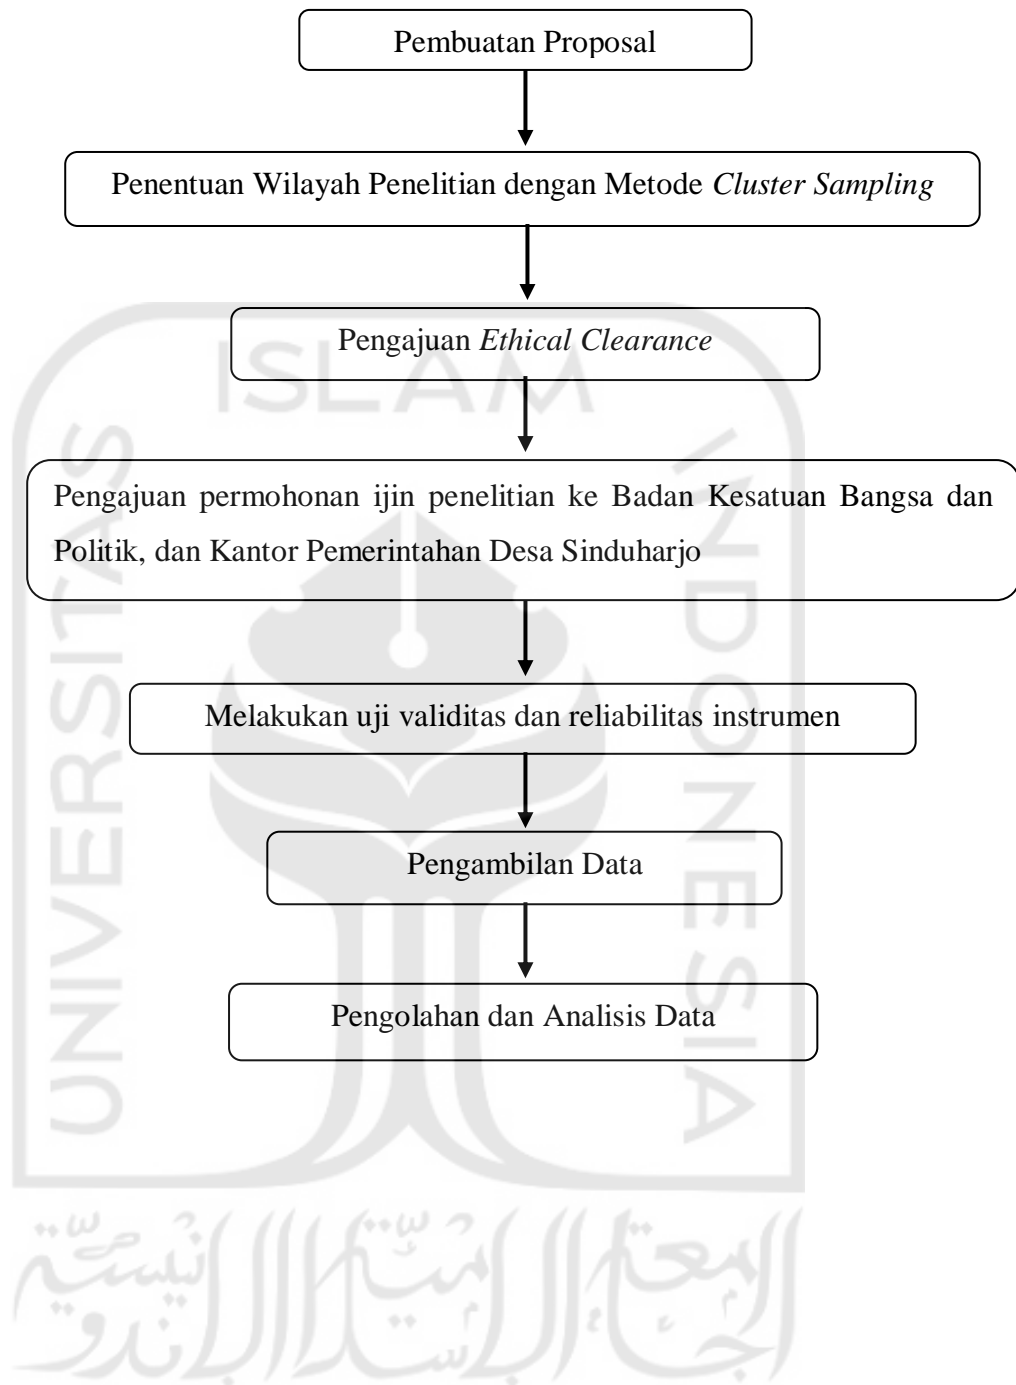 Pembuatan Proposal
Penentuan Wilayah Penelitian dengan Metode Cluster Sampling
Pengajuan Ethical Clearance
Pengajuan permohonan ijin penelitian ke Badan Kesatuan Bangsa dan
Politik, dan Kantor Pemerintahan Desa Sinduharjo
Melakukan uji validitas dan reliabilitas instrumen
Pengambilan Data
Pengolahan dan Analisis Data
UNIVERSITAS
ISLAM
INDONESIA